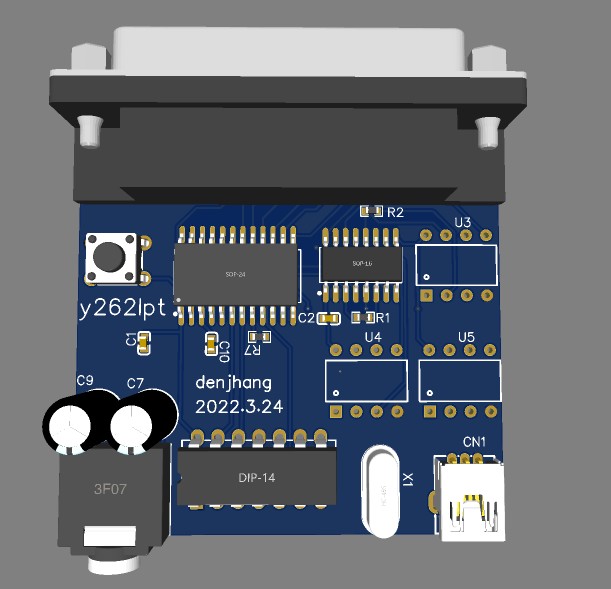 R2
U3
SOP-24
SOP-16
y262lpt
C2
R1
C1
C10
R7
U4
U5
C9
C7
denjhang
2022.3.24
CN1
3F07
DIP-14
X1